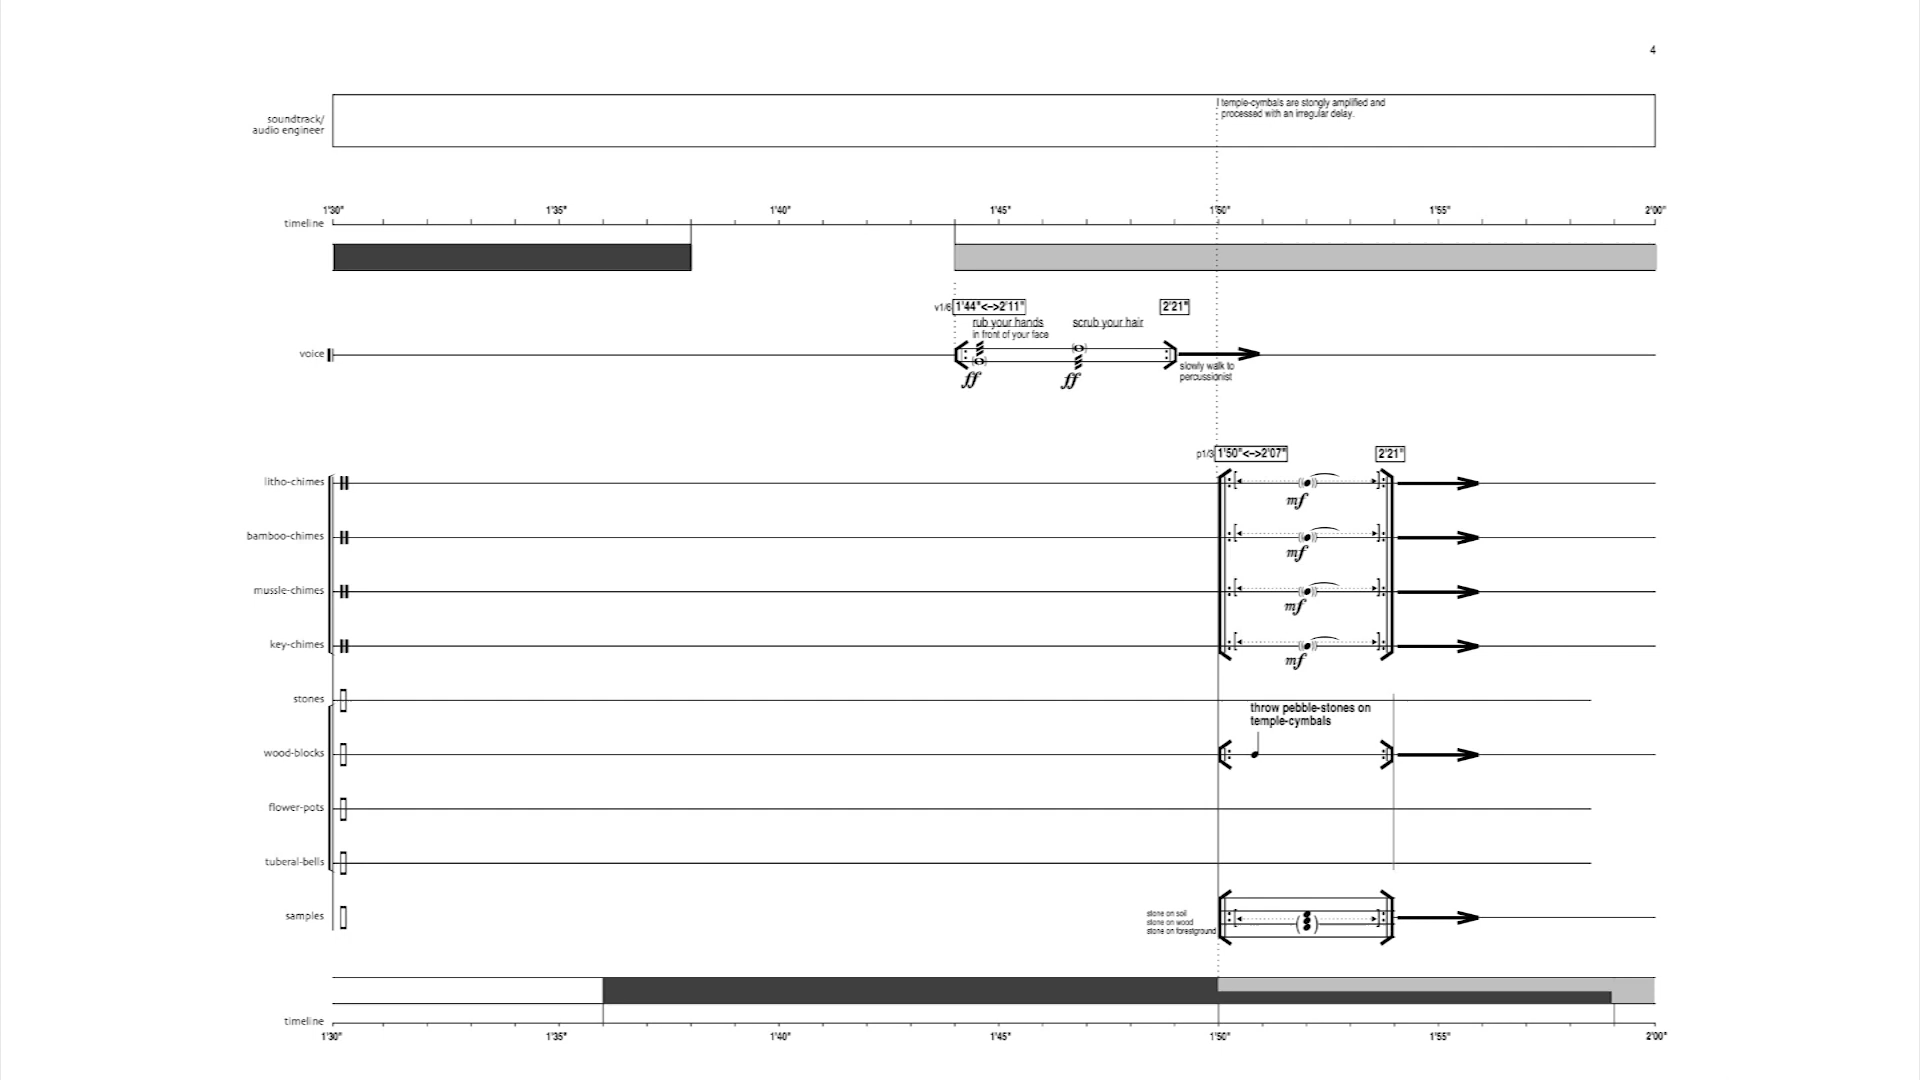 4
soundtrack/
audio engineer
temple-cymbals are stongly amplified and
processed with an irregular delay.
1'30" 1'35" 1'40" 1'45" 1'50" 1'55" 2'00"
timeline
v1/6 1'44"<->2'11" 2'21"
rub your hands scrub your hair
in front of your face
voice
ff ff
slowly walk to
percussionist
p1/3 1'50"<->2'07" 2'21"
litho-chimes
mf
bamboo-chimes
mf
mussle-chimes
mf
key-chimes
mf
stones
throw pebble-stones on
temple-cymbals
wood-blocks
flower-pots
tuberal-bells
samples
stone on soil
stone on wood
stone on forestground
timeline
1'30" 1'35" 1'40" 1'45" 1'50" 1'55" 2'00"